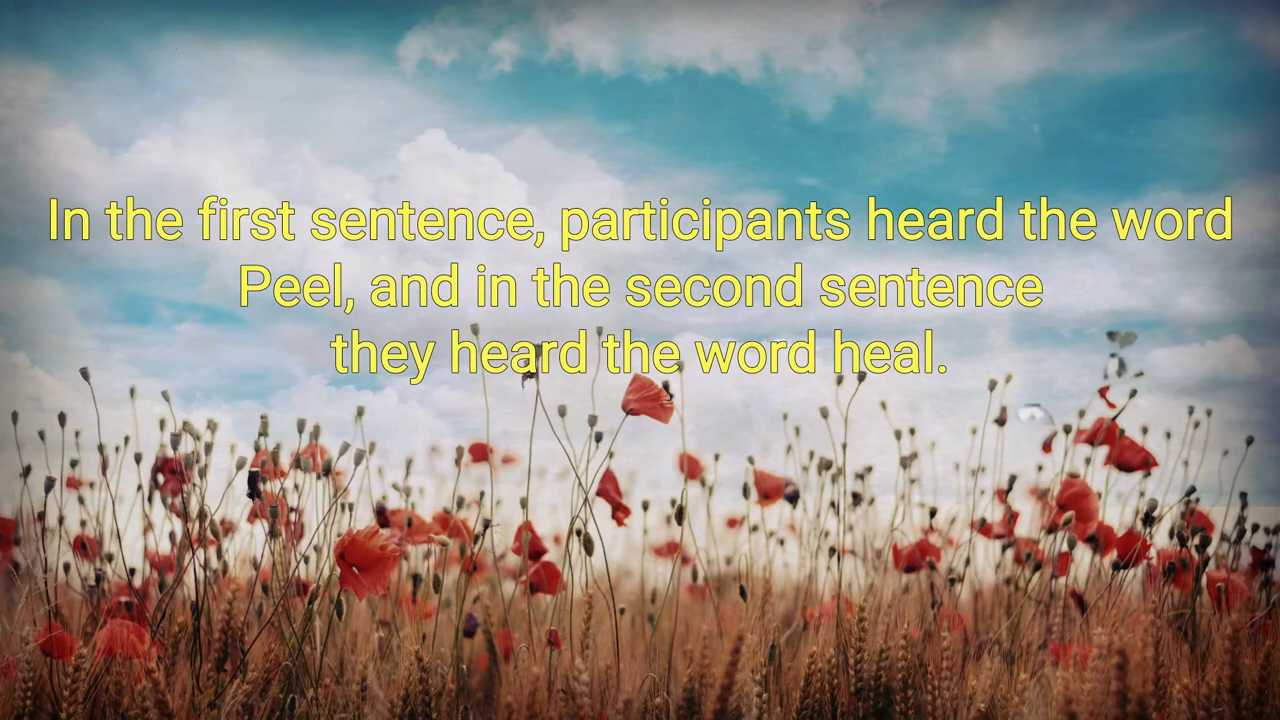 In the first sentence, participants heard the word
Peel, and in the second sentence
they heard the word heal.